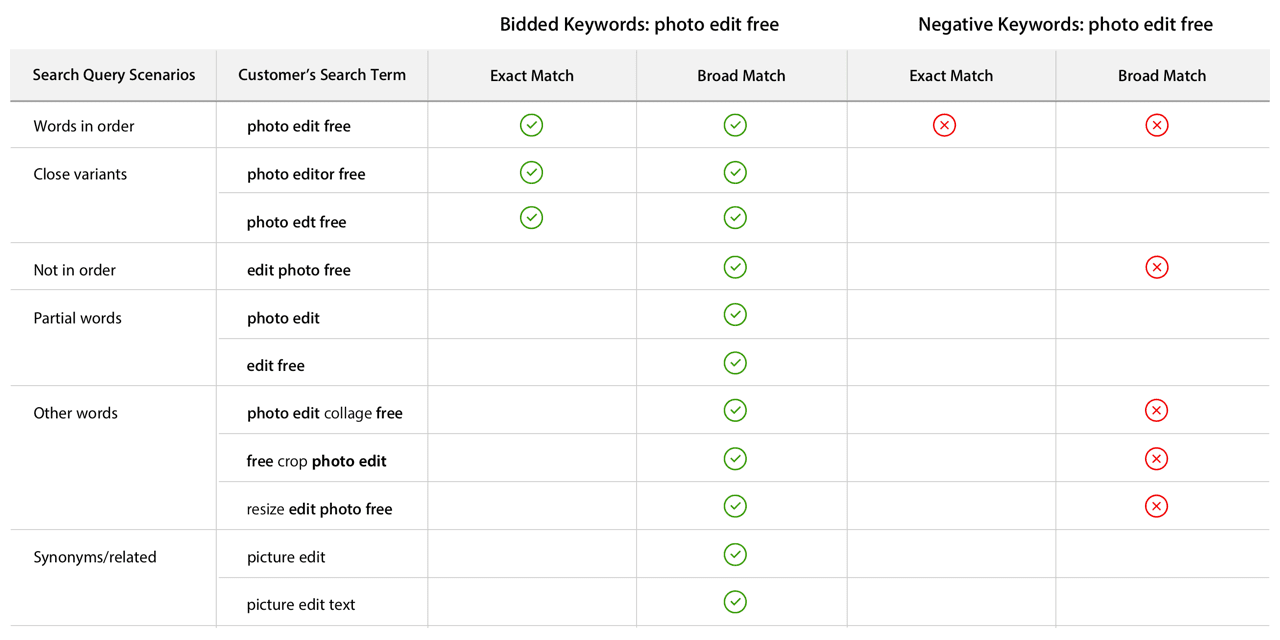 Bidded Keywords: photo edit free Negative Keywords: photo edit free
Search Query Scenarios Customer’s Search Term Exact Match Broad Match Exact Match Broad Match
Words in order photo edit free
Close variants photo editor free
photo edt free
Not in order edit photo free
Partial words photo edit
edit free
Other words photo edit collage free
free crop photo edit
resize edit photo free
Synonyms/related picture edit
picture edit text